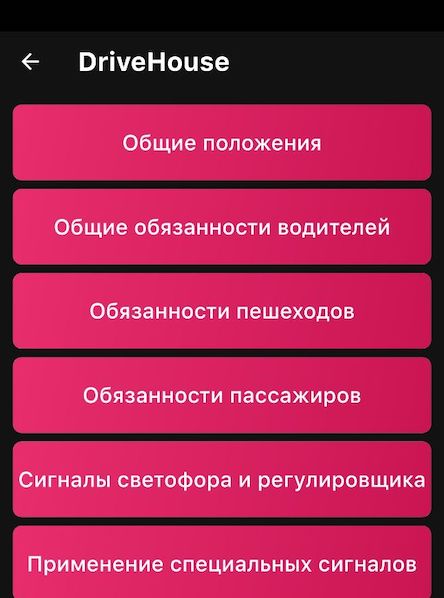 DriveHouse
Общие положения
Общие обязанности водителей
Обязанности пешеходов
Обязанности пассажиров
Сигналы светофора и регулировщика
Применение специальных сигналов